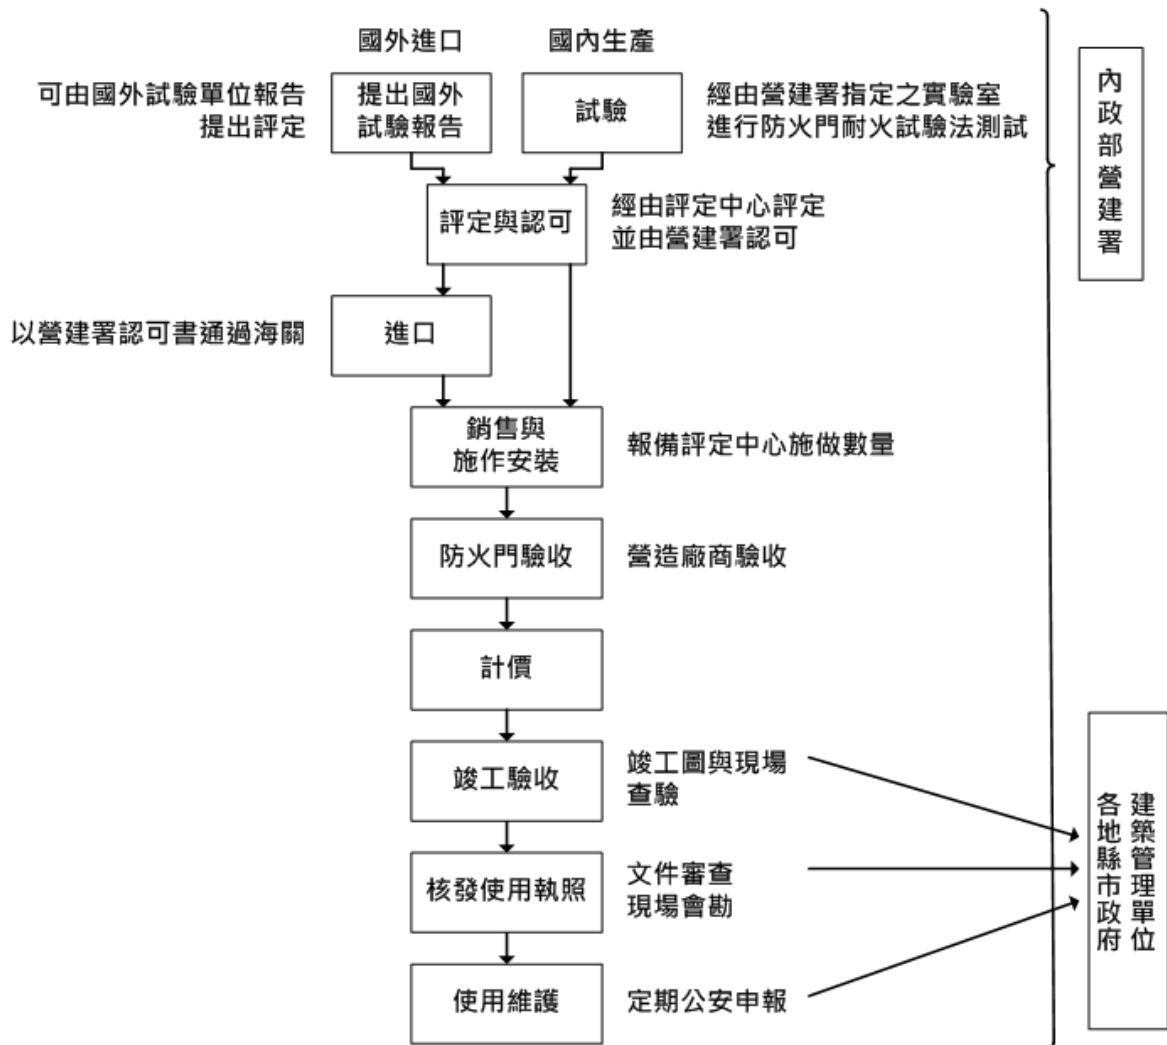 國外進口
國內生產
可由國外試驗單位報告
提出評定
提出國外
試驗報告
試驗
經由營建署指定之實驗室
進行防火門耐火試驗法測試
內政部營建署
評定與認可
經由評定中心評定
並由營建署認可
以營建署認可書通過海關
進口
銷售與
施作安裝
報備評定中心施做數量
防火門驗收
營造廠商驗收
計價
竣工驗收
竣工圖與現場
查驗
核發使用執照
文件審查
現場會勘
使用維護
定期公安申報
建築管理單位
各地縣市政府